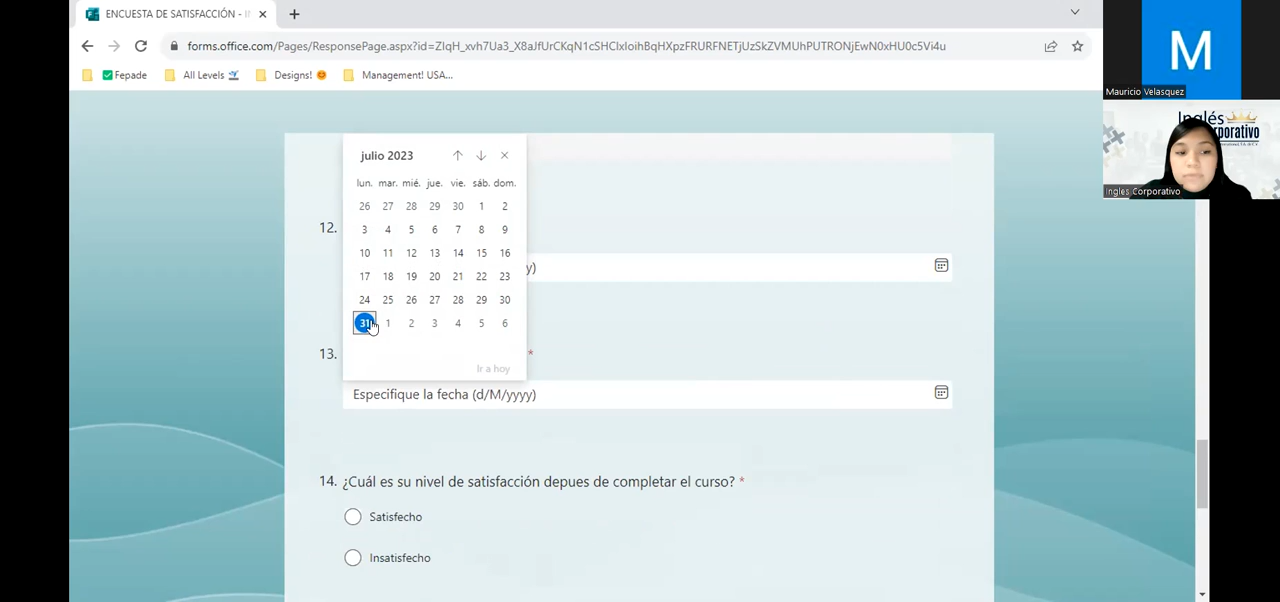 ENCUESTA DE SATISFACCIÓN - I
forms.office.com/Pages/ResponsePage.aspx?id=ZIqH_xvh7Ua3_X8aJfUrCKqN1cSHClxIoihBqHXpzFRURFNETjUzSkZVMUhPUTRONjEwN0xHU0c5Vi4u
Fepade
All Levels
Designs!
Management! USA...
M
Mauricio Velasquez
Inglés
Corporativo
Ingles Corporativo
julio 2023
lun. mar. mié. jue. vie. sáb. dom.
26 27 28 29 30 1 2
3 4 5 6 7 8 9
10 11 12 13 14 15 16
17 18 19 20 21 22 23
24 25 26 27 28 29 30
31 1 2 3 4 5 6
Ir a hoy
12.
y)
13. *
Especifique la fecha (d/M/yyyy)
14. ¿Cuál es su nivel de satisfacción depues de completar el curso? *
Satisfecho
Insatisfecho